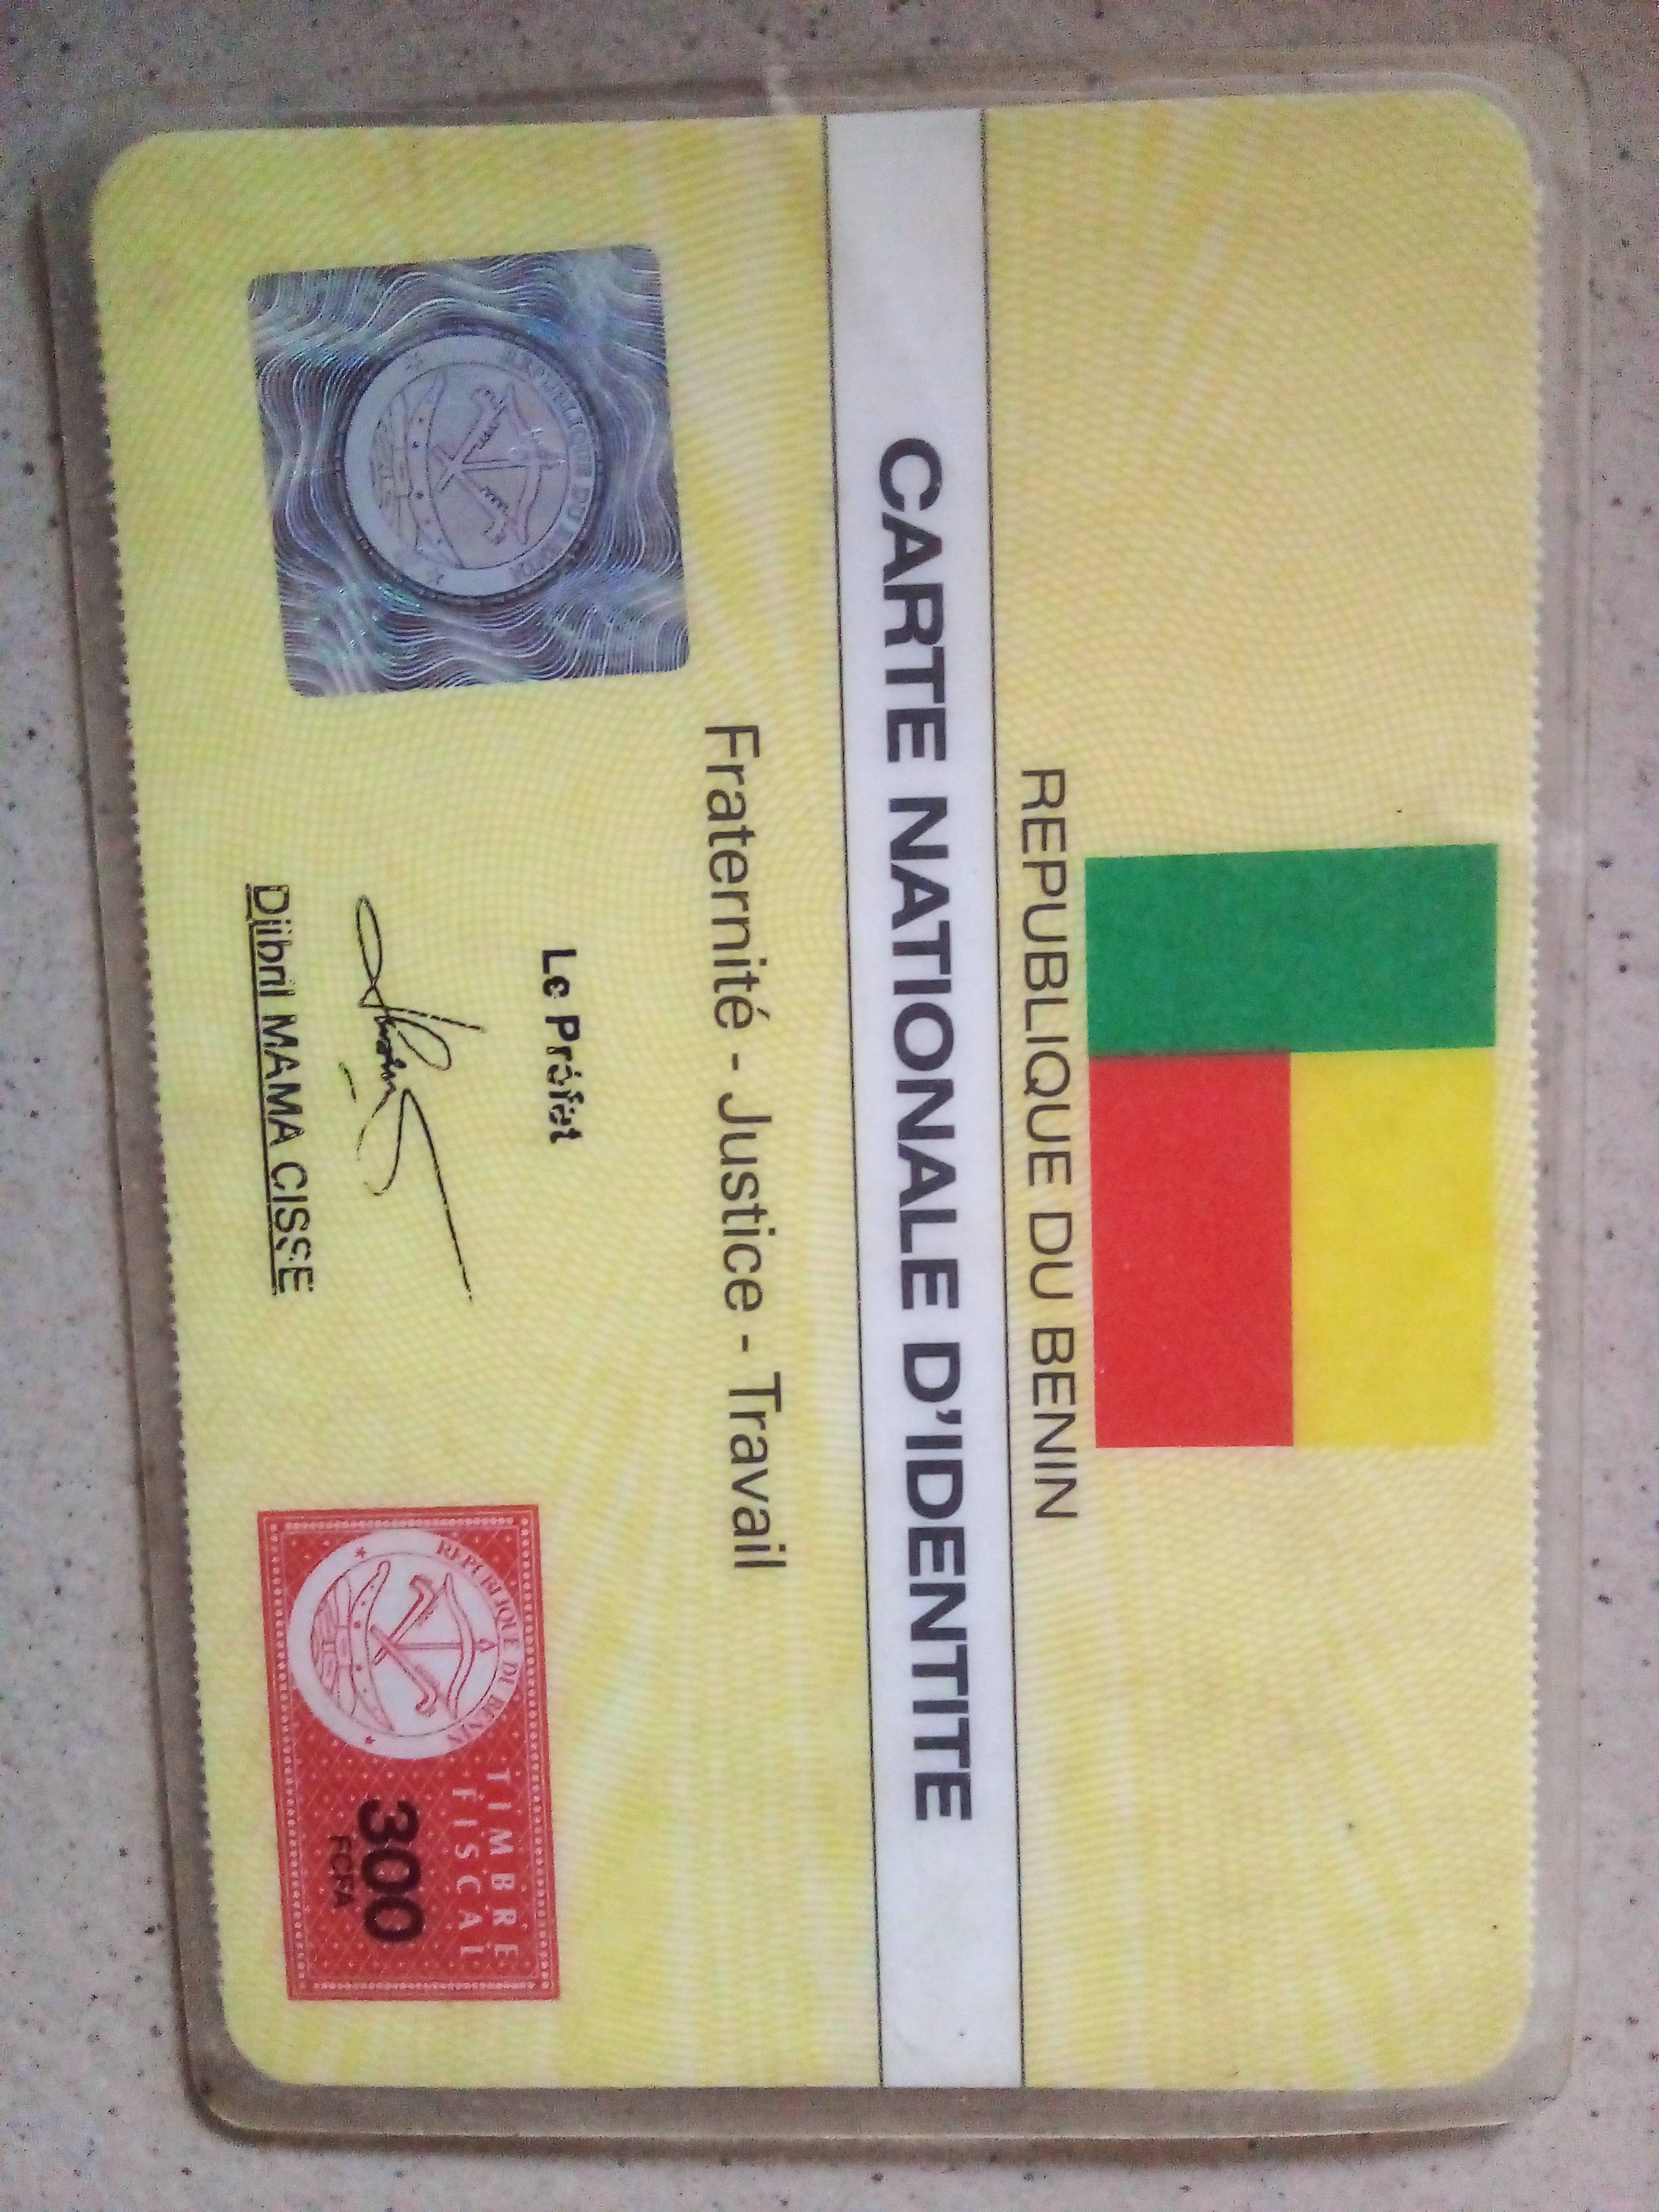 REPUBLIQUE DU BENIN
CARTE NATIONALE D'IDENTITE
Fraternité - Justice - Travail
REPUBLIQUE DU BENIN
Le Préfet
Djibril MAMA CISSE
REPUBLIQUE DU BENIN
TIMBRE
FISCAL
300
FCFA